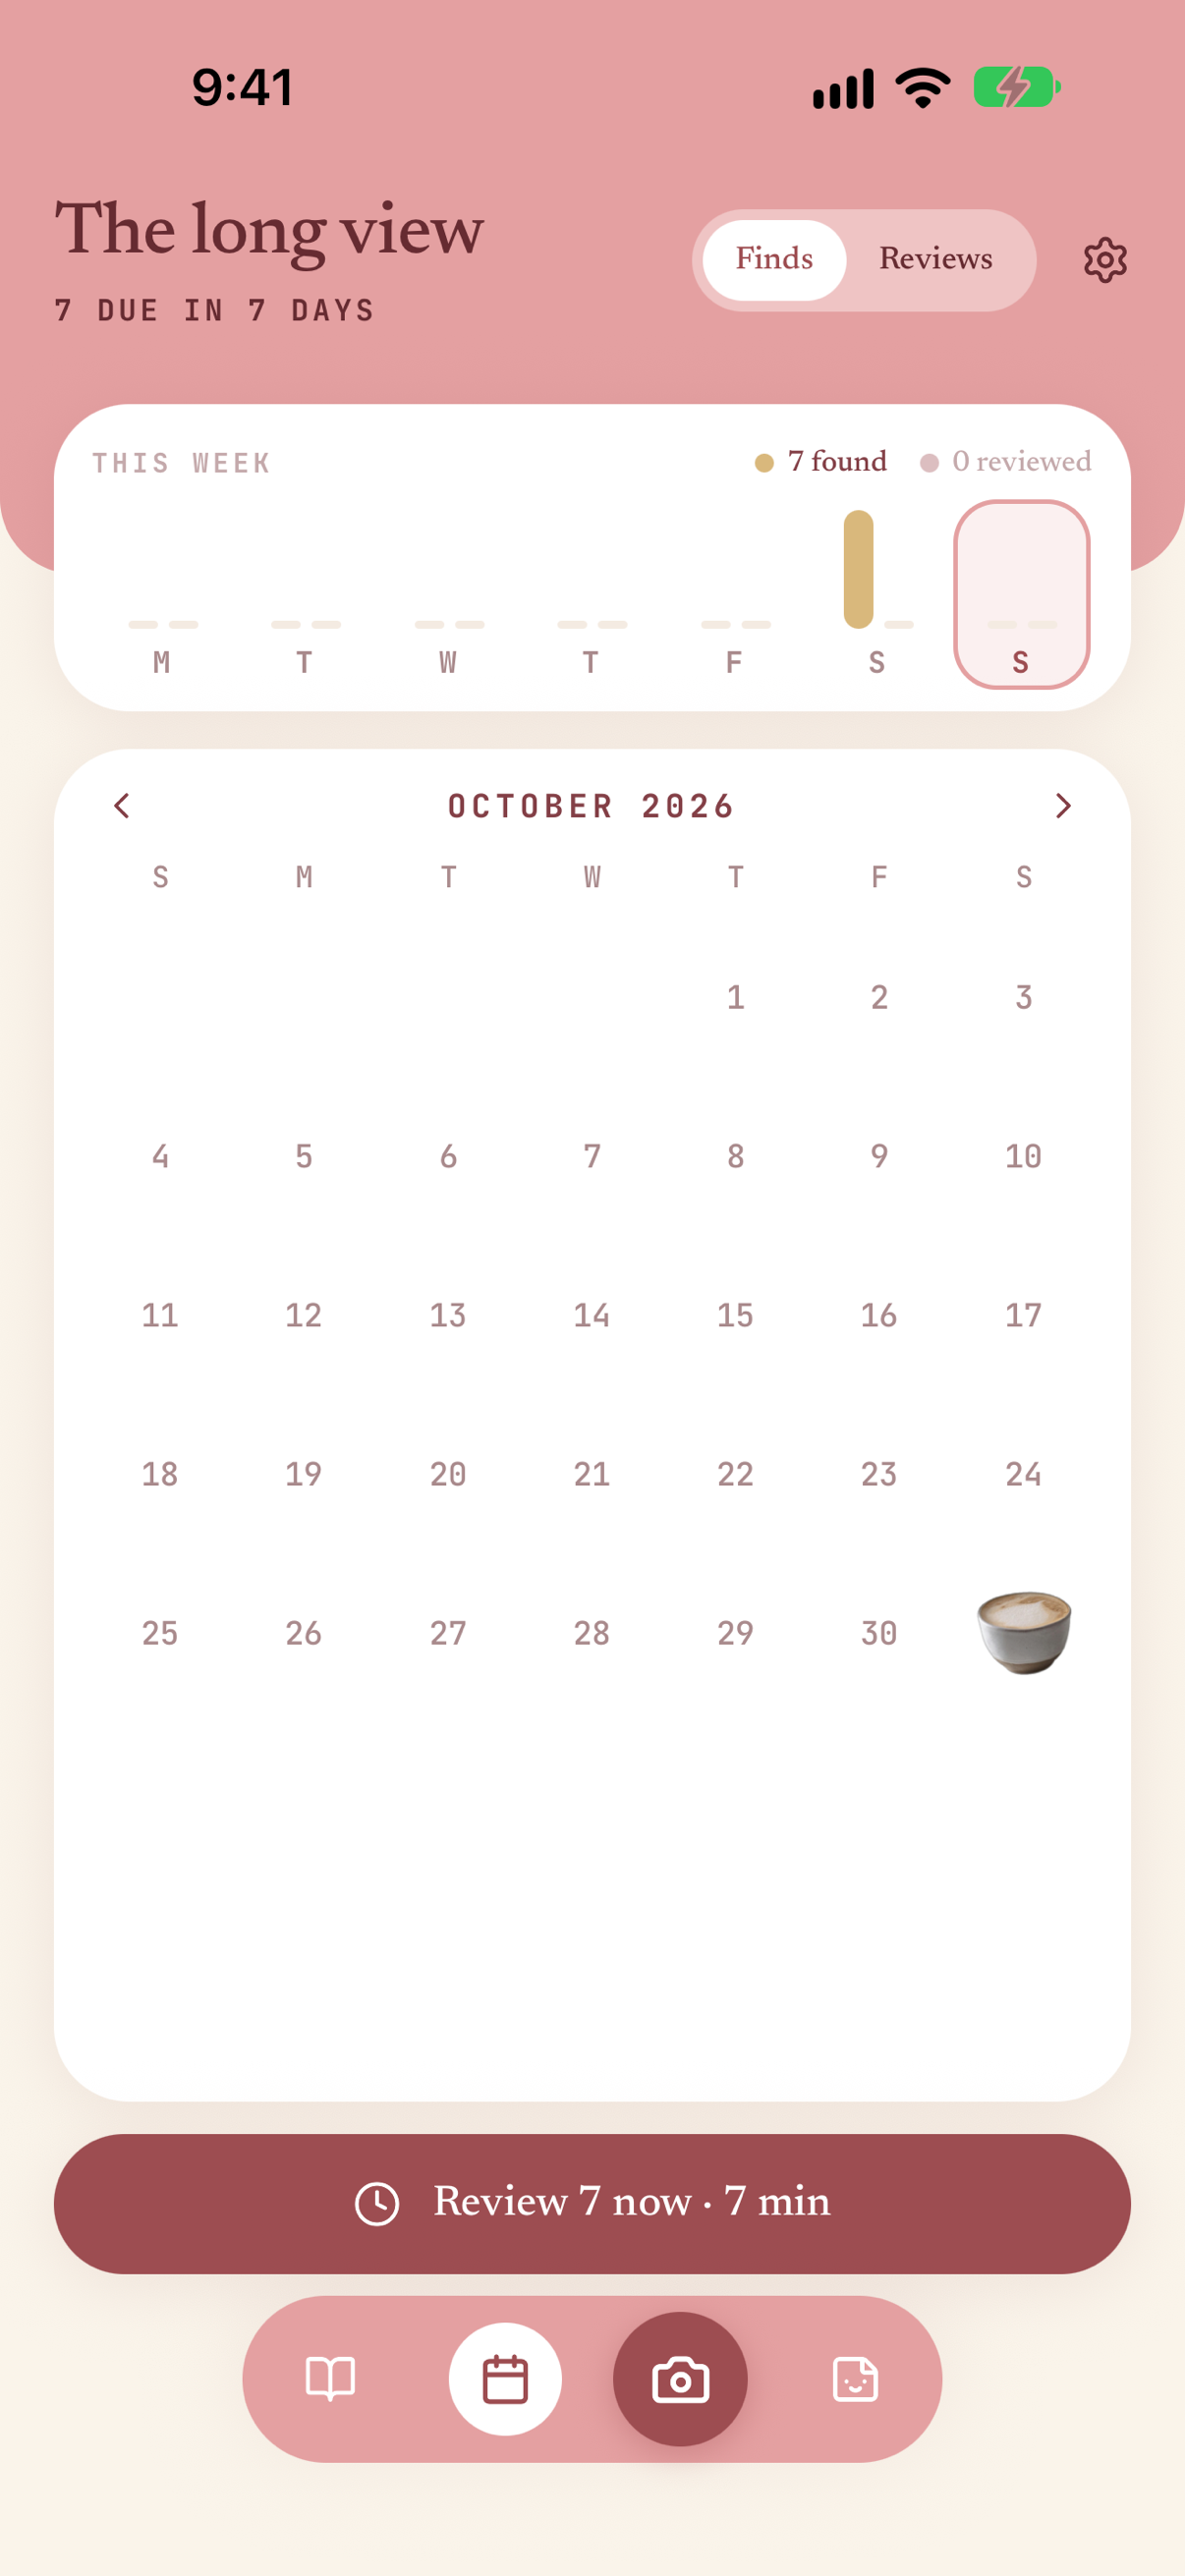 9:41
The long view
7 DUE IN 7 DAYS
Finds Reviews
THIS WEEK
7 found 0 reviewed
M T W T F S S
OCTOBER 2026
S M T W T F S
1 2 3
4 5 6 7 8 9 10
11 12 13 14 15 16 17
18 19 20 21 22 23 24
25 26 27 28 29 30
Review 7 now · 7 min